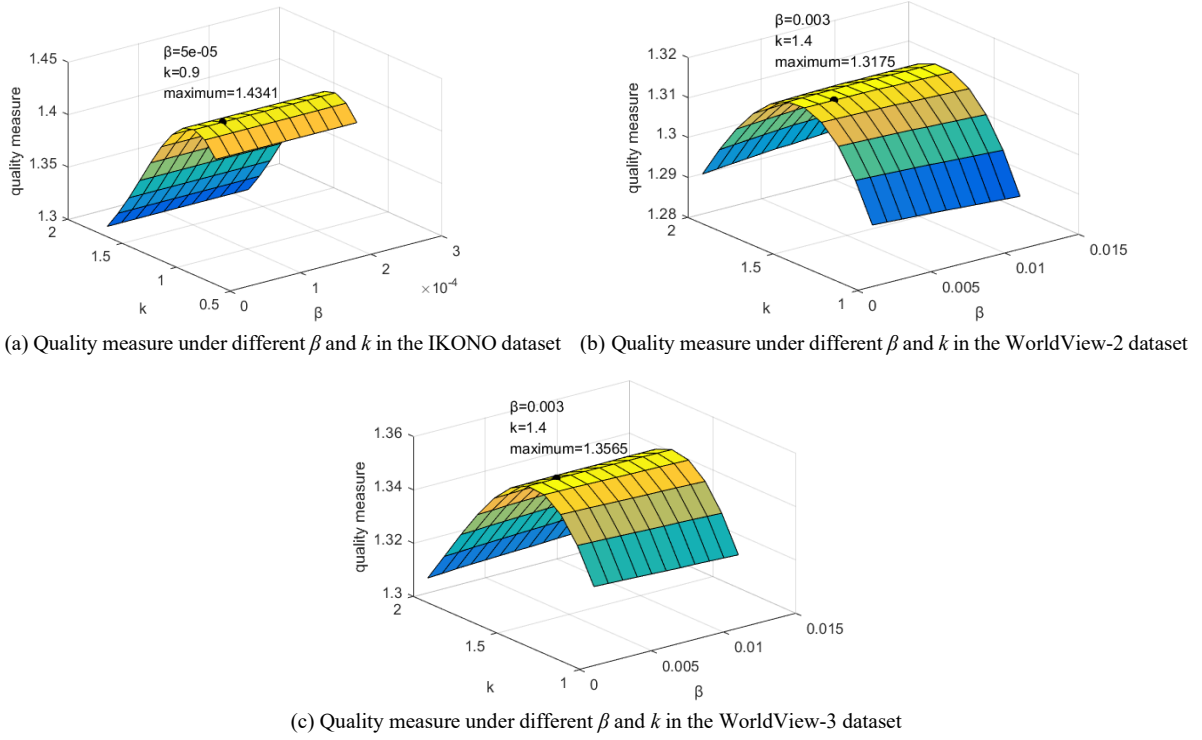 β=5e-05
k=0.9
maximum=1.4341
quality measure
1.45
1.4
1.35
1.3
2
1.5
1
0.5
k
0
1
2
3
×10⁻⁴
β
(a) Quality measure under different β and k in the IKONO dataset
β=0.003
k=1.4
maximum=1.3175
quality measure
1.32
1.31
1.3
1.29
1.28
2
1.5
1
k
0
0.005
0.01
0.015
β
(b) Quality measure under different β and k in the WorldView-2 dataset
β=0.003
k=1.4
maximum=1.3565
quality measure
1.36
1.34
1.32
1.3
2
1.5
1
k
0
0.005
0.01
0.015
β
(c) Quality measure under different β and k in the WorldView-3 dataset